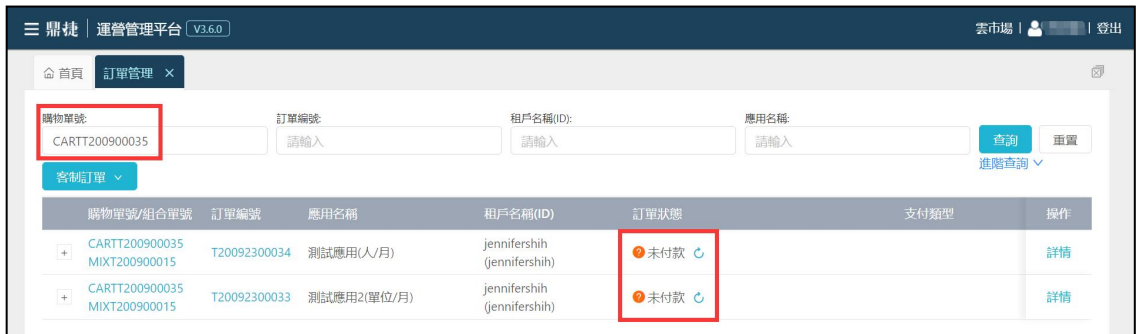 鼎捷 運營管理平台 V3.6.0 雲市場 登出
首頁 訂單管理
購物單號: 訂單編號: 租戶名稱(ID): 應用名稱:
CARTT200900035 請輸入 請輸入 請輸入 查詢 重置
進階查詢
客制訂單
購物單號/組合單號 訂單編號 應用名稱 租戶名稱(ID) 訂單狀態 支付類型 操作
CARTT200900035
MIXT200900015
T20092300034 測試應用(人/月)
jennifershih
(jennifershih)
未付款 詳情
CARTT200900035
MIXT200900015
T20092300033 測試應用2(單位/月)
jennifershih
(jennifershih)
未付款 詳情